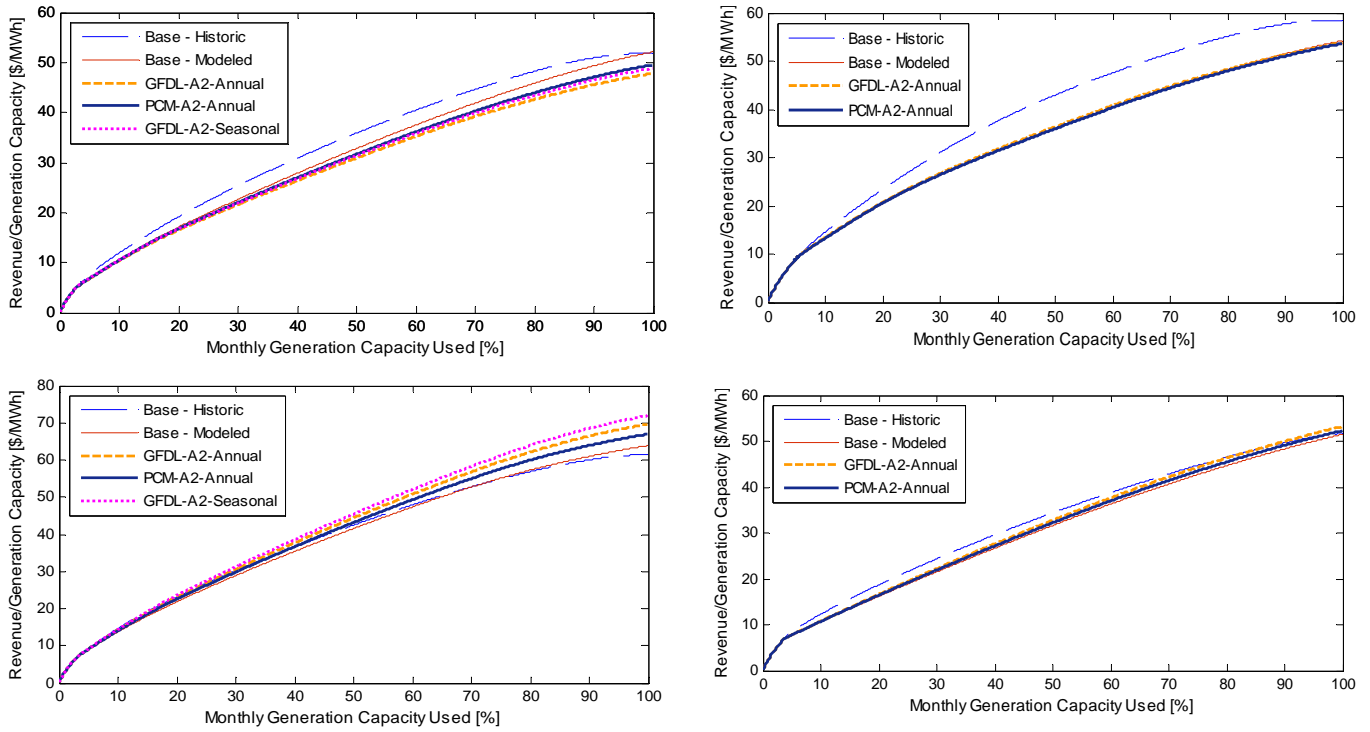 Revenue/Generation Capacity [$/MWh]
60
50
40
30
20
10
0
Base - Historic
Base - Modeled
GFDL-A2-Annual
PCM-A2-Annual
GFDL-A2-Seasonal
0 10 20 30 40 50 60 70 80 90 100
Monthly Generation Capacity Used [%]
Revenue/Generation Capacity [$/MWh]
60
50
40
30
20
10
0
Base - Historic
Base - Modeled
GFDL-A2-Annual
PCM-A2-Annual
0 10 20 30 40 50 60 70 80 90 100
Monthly Generation Capacity Used [%]
Revenue/Generation Capacity [$/MWh]
80
70
60
50
40
30
20
10
0
Base - Historic
Base - Modeled
GFDL-A2-Annual
PCM-A2-Annual
GFDL-A2-Seasonal
0 10 20 30 40 50 60 70 80 90 100
Monthly Generation Capacity Used [%]
Revenue/Generation Capacity [$/MWh]
60
50
40
30
20
10
0
Base - Historic
Base - Modeled
GFDL-A2-Annual
PCM-A2-Annual
0 10 20 30 40 50 60 70 80 90 100
Monthly Generation Capacity Used [%]